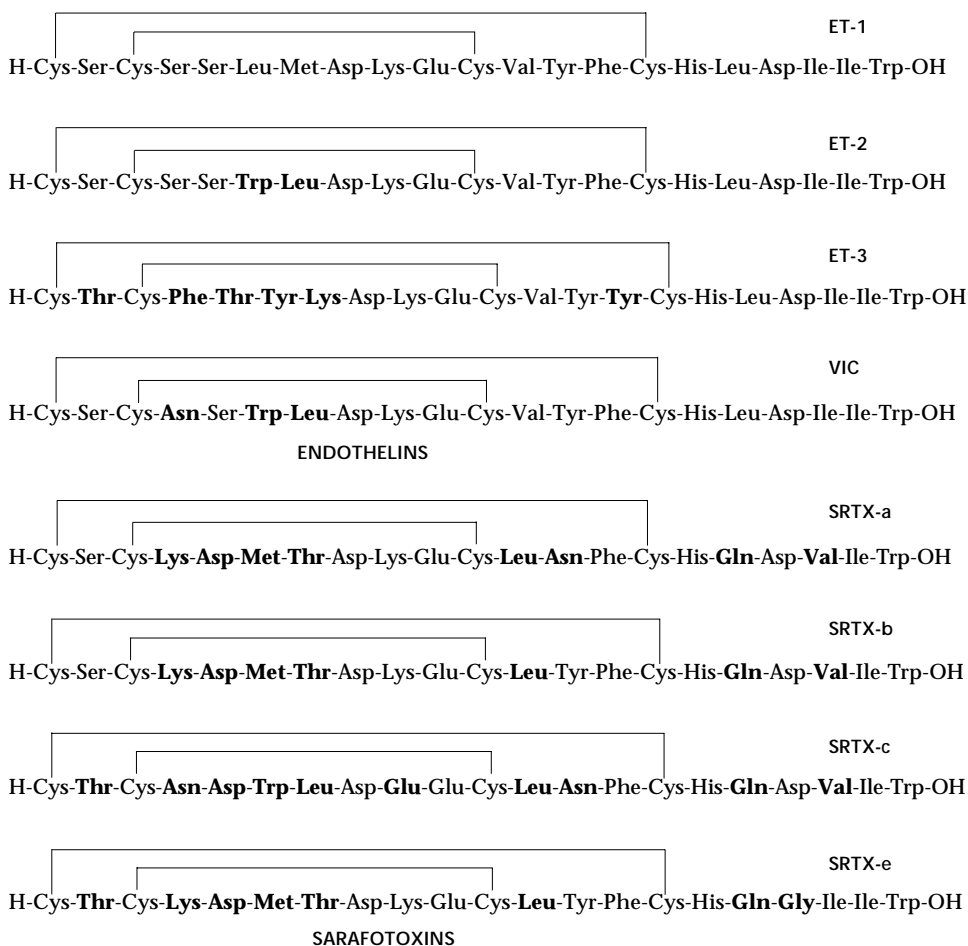 ET-1
H-Cys-Ser-Cys-Ser-Ser-Leu-Met-Asp-Lys-Glu-Cys-Val-Tyr-Phe-Cys-His-Leu-Asp-Ile-Ile-Trp-OH
ET-2
H-Cys-Ser-Cys-Ser-Ser-Trp-Leu-Asp-Lys-Glu-Cys-Val-Tyr-Phe-Cys-His-Leu-Asp-Ile-Ile-Trp-OH
ET-3
H-Cys-Thr-Cys-Phe-Thr-Tyr-Lys-Asp-Lys-Glu-Cys-Val-Tyr-Tyr-Cys-His-Leu-Asp-Ile-Ile-Trp-OH
VIC
H-Cys-Ser-Cys-Asn-Ser-Trp-Leu-Asp-Lys-Glu-Cys-Val-Tyr-Phe-Cys-His-Leu-Asp-Ile-Ile-Trp-OH
ENDOTHELINS
SRTX-a
H-Cys-Ser-Cys-Lys-Asp-Met-Thr-Asp-Lys-Glu-Cys-Leu-Asn-Phe-Cys-His-Gln-Asp-Val-Ile-Trp-OH
SRTX-b
H-Cys-Ser-Cys-Lys-Asp-Met-Thr-Asp-Lys-Glu-Cys-Leu-Tyr-Phe-Cys-His-Gln-Asp-Val-Ile-Trp-OH
SRTX-c
H-Cys-Thr-Cys-Asn-Asp-Trp-Leu-Asp-Glu-Glu-Cys-Leu-Asn-Phe-Cys-His-Gln-Asp-Val-Ile-Trp-OH
SRTX-e
H-Cys-Thr-Cys-Lys-Asp-Met-Thr-Asp-Lys-Glu-Cys-Leu-Tyr-Phe-Cys-His-Gln-Gly-Ile-Ile-Trp-OH
SARAFOTOXINS